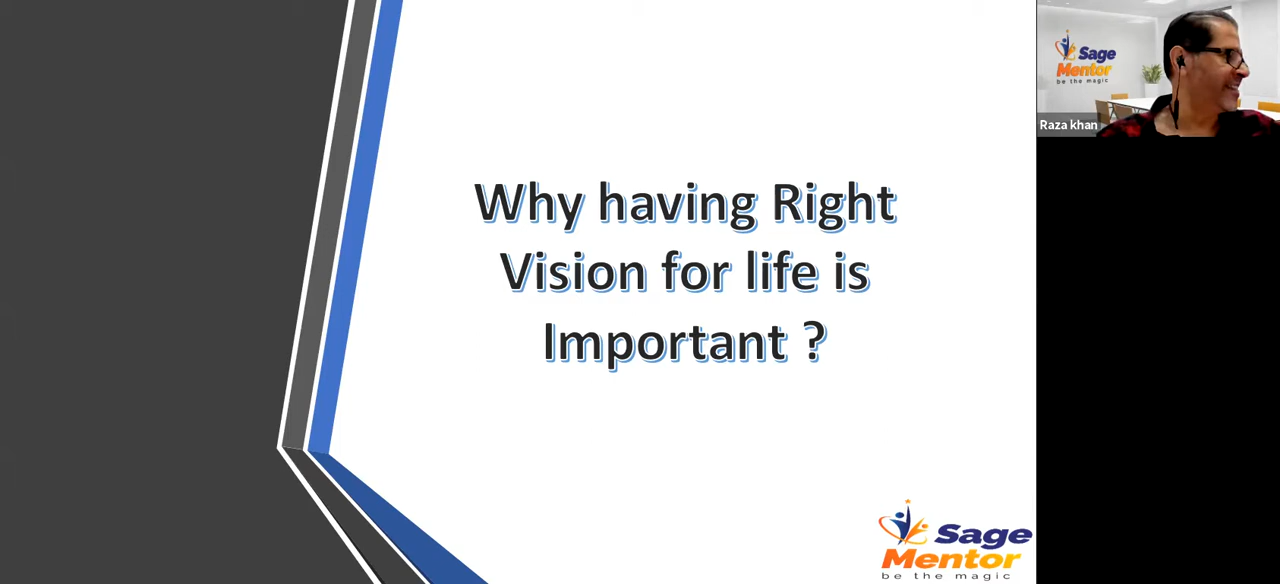 Why having Right
Vision for life is
Important ?
Sage
Mentor
be the magic
Sage
Mentor
be the magic
Raza khan